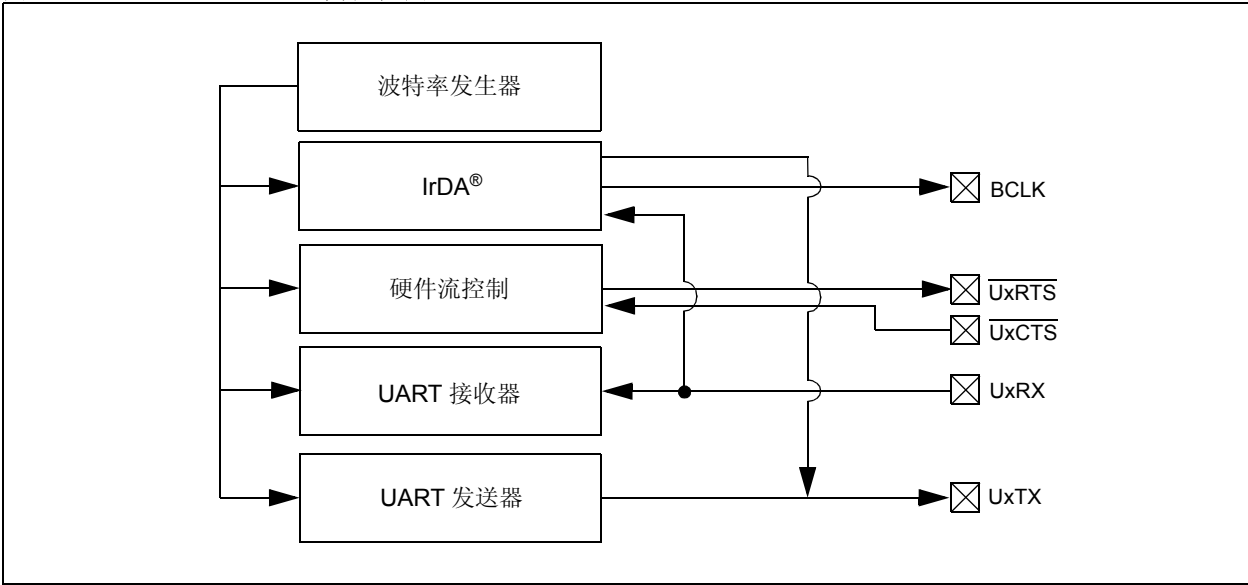 波特率发生器
IrDA®
BCLK
硬件流控制
UxRTS
UxCTS
UART 接收器
UxRX
UART 发送器
UxTX